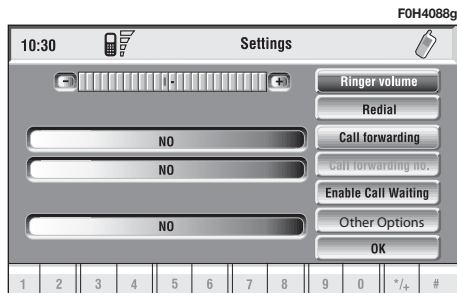 F0H4088g
10:30 Settings
- + Ringer volume
Redial
NO Call forwarding
NO Call forwarding no.
Enable Call Waiting
NO Other Options
OK
1 2 3 4 5 6 7 8 9 0 */+ #